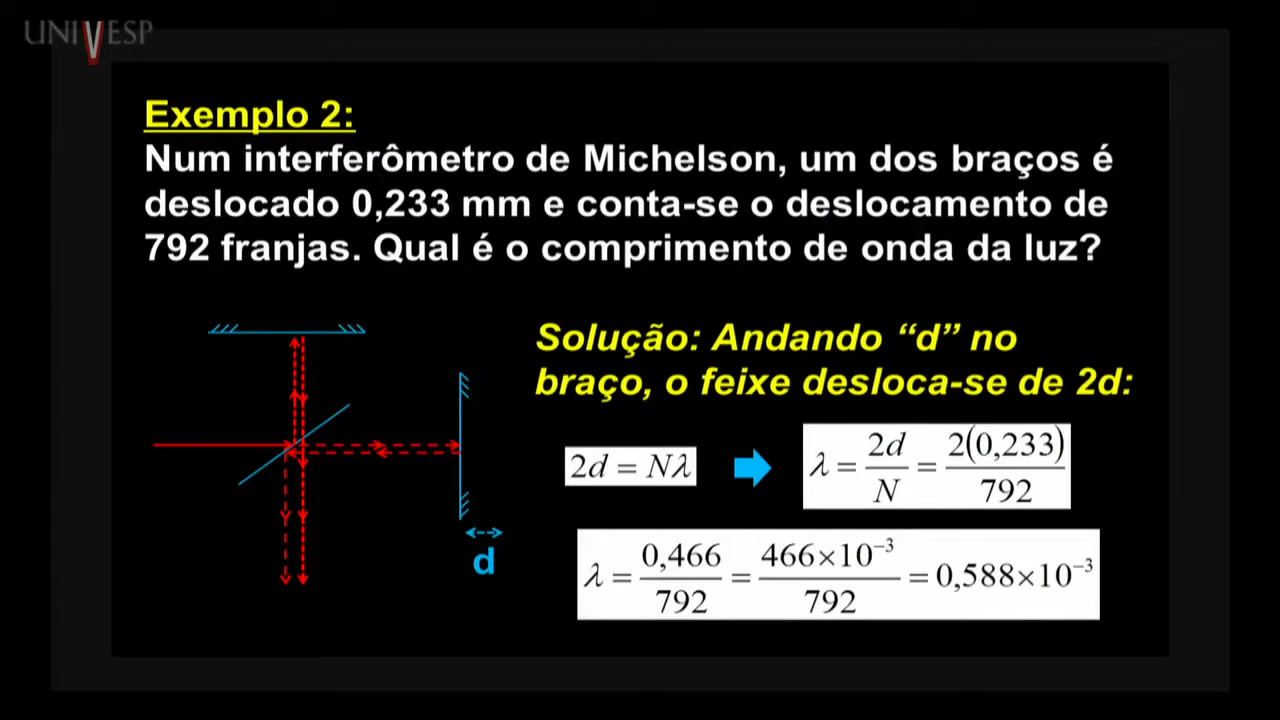 UNIVESP
Exemplo 2:
Num interferômetro de Michelson, um dos braços é
deslocado 0,233 mm e conta-se o deslocamento de
792 franjas. Qual é o comprimento de onda da luz?
Solução: Andando “d” no
braço, o feixe desloca-se de 2d:
2d = Nλ
λ = 2d/N = 2(0,233)/792
λ = 0,466/792 = 466×10⁻³/792 = 0,588×10⁻³
d